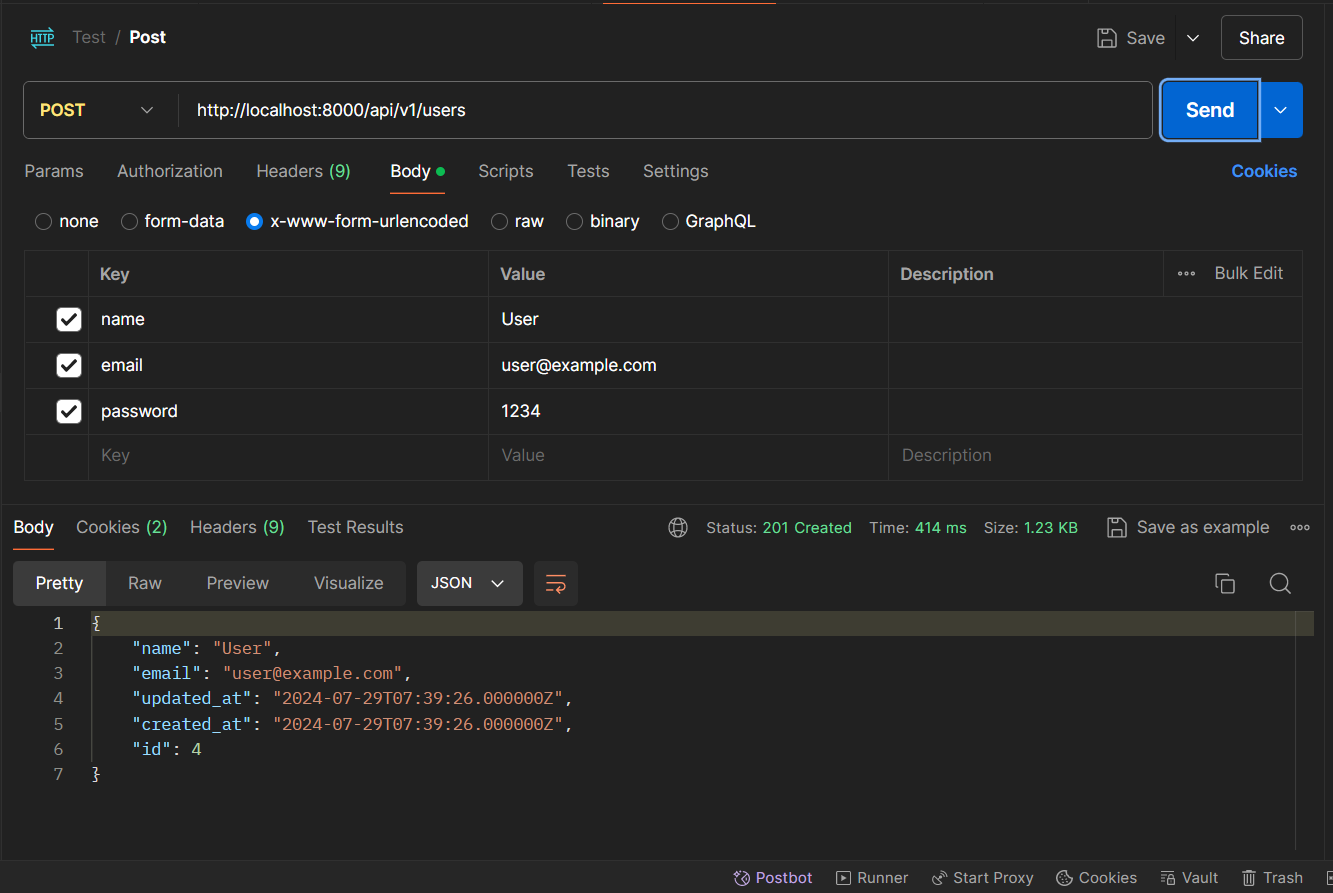 HTTP Test / Post Save Share
POST http://localhost:8000/api/v1/users Send
Params Authorization Headers (9) Body Scripts Tests Settings Cookies
none form-data x-www-form-urlencoded raw binary GraphQL
Key Value Description Bulk Edit
name User
email user@example.com
password 1234
Key Value Description
Body Cookies (2) Headers (9) Test Results Status: 201 Created Time: 414 ms Size: 1.23 KB Save as example
Pretty Raw Preview Visualize JSON
1 {
2 "name": "User",
3 "email": "user@example.com",
4 "updated_at": "2024-07-29T07:39:26.000000Z",
5 "created_at": "2024-07-29T07:39:26.000000Z",
6 "id": 4
7 }
Postbot Runner Start Proxy Cookies Vault Trash